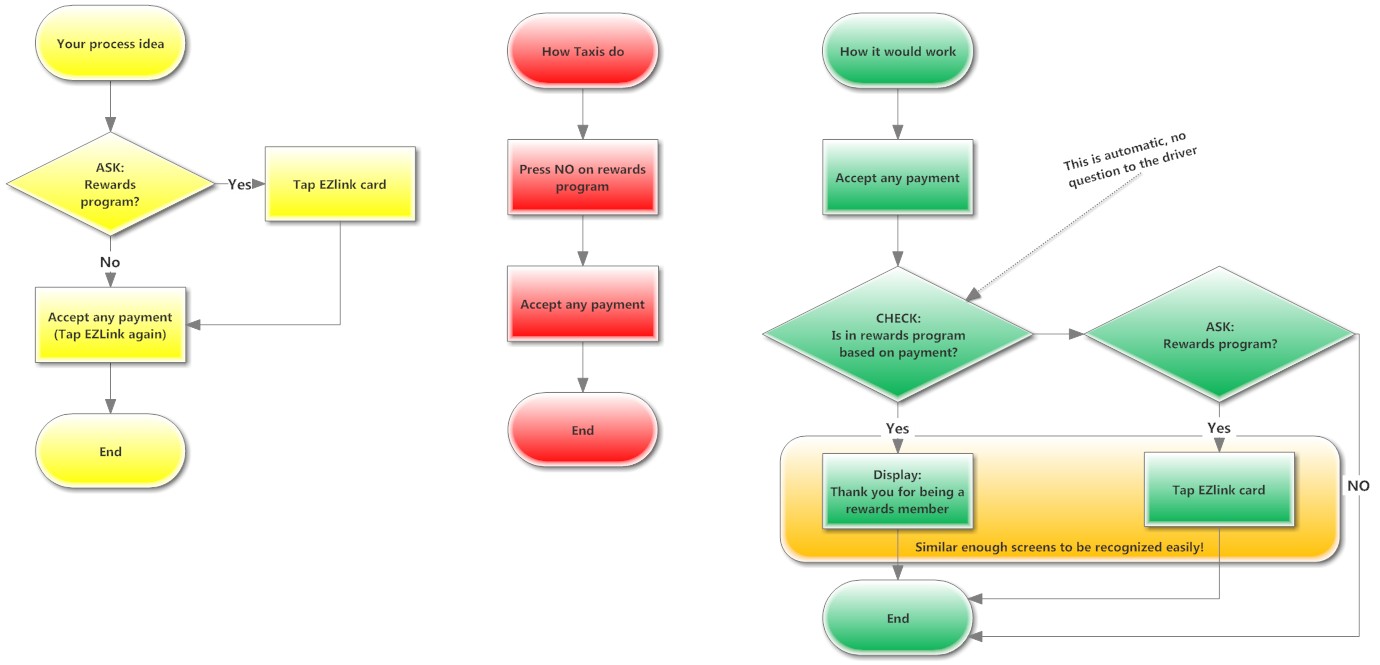 Your process idea
ASK:
Rewards
program?
Yes
Tap EZlink card
No
Accept any payment
(Tap EZLink again)
End
How Taxis do
Press NO on rewards
program
Accept any payment
End
How it would work
Accept any payment
This is automatic, no
question to the driver
CHECK:
Is in rewards program
based on payment?
ASK:
Rewards program?
Yes
Yes
Display:
Thank you for being a
rewards member
Tap EZlink card
NO
Similar enough screens to be recognized easily!
End